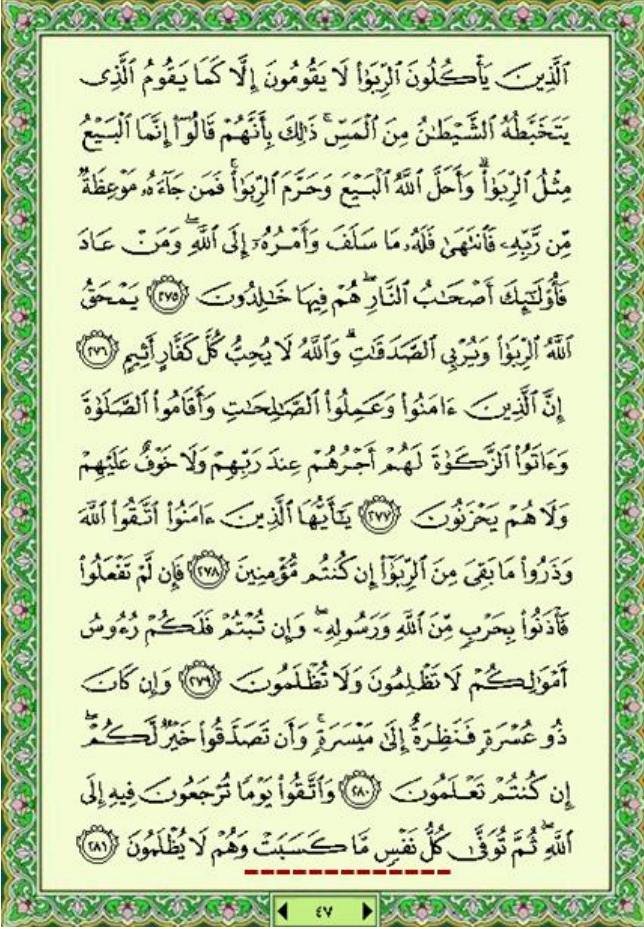 ٱلَّذِينَ يَأْكُلُونَ ٱلرِّبَوٰا۟ لَا يَقُومُونَ إِلَّا كَمَا يَقُومُ ٱلَّذِى
يَتَخَبَّطُهُ ٱلشَّيْطَٰنُ مِنَ ٱلْمَسِّ ۚ ذَٰلِكَ بِأَنَّهُمْ قَالُوٓا۟ إِنَّمَا ٱلْبَيْعُ
مِثْلُ ٱلرِّبَوٰا۟ ۗ وَأَحَلَّ ٱللَّهُ ٱلْبَيْعَ وَحَرَّمَ ٱلرِّبَوٰا۟ ۚ فَمَن جَآءَهُۥ مَوْعِظَةٌ
مِّن رَّبِّهِۦ فَٱنتَهَىٰ فَلَهُۥ مَا سَلَفَ وَأَمْرُهُۥٓ إِلَى ٱللَّهِ ۖ وَمَنْ عَادَ
فَأُو۟لَٰٓئِكَ أَصْحَٰبُ ٱلنَّارِ ۖ هُمْ فِيهَا خَٰلِدُونَ ٢٧٥ يَمْحَقُ
ٱللَّهُ ٱلرِّبَوٰا۟ وَيُرْبِى ٱلصَّدَقَٰتِ ۗ وَٱللَّهُ لَا يُحِبُّ كُلَّ كَفَّارٍ أَثِيمٍ ٢٧٦
إِنَّ ٱلَّذِينَ ءَامَنُوا۟ وَعَمِلُوا۟ ٱلصَّٰلِحَٰتِ وَأَقَامُوا۟ ٱلصَّلَوٰةَ
وَءَاتَوُا۟ ٱلزَّكَوٰةَ لَهُمْ أَجْرُهُمْ عِندَ رَبِّهِمْ وَلَا خَوْفٌ عَلَيْهِمْ
وَلَا هُمْ يَحْزَنُونَ ٢٧٧ يَٰٓأَيُّهَا ٱلَّذِينَ ءَامَنُوا۟ ٱتَّقُوا۟ ٱللَّهَ
وَذَرُوا۟ مَا بَقِىَ مِنَ ٱلرِّبَوٰٓا۟ إِن كُنتُم مُّؤْمِنِينَ ٢٧٨ فَإِن لَّمْ تَفْعَلُوا۟
فَأْذَنُوا۟ بِحَرْبٍ مِّنَ ٱللَّهِ وَرَسُولِهِۦ ۖ وَإِن تُبْتُمْ فَلَكُمْ رُءُوسُ
أَمْوَٰلِكُمْ لَا تَظْلِمُونَ وَلَا تُظْلَمُونَ ٢٧٩ وَإِن كَانَ
ذُو عُسْرَةٍ فَنَظِرَةٌ إِلَىٰ مَيْسَرَةٍ ۚ وَأَن تَصَدَّقُوا۟ خَيْرٌ لَّكُمْ ۖ
إِن كُنتُمْ تَعْلَمُونَ ٢٨٠ وَٱتَّقُوا۟ يَوْمًا تُرْجَعُونَ فِيهِ إِلَى
ٱللَّهِ ۖ ثُمَّ تُوَفَّىٰ كُلُّ نَفْسٍ مَّا كَسَبَتْ وَهُمْ لَا يُظْلَمُونَ ٢٨١
٤٧